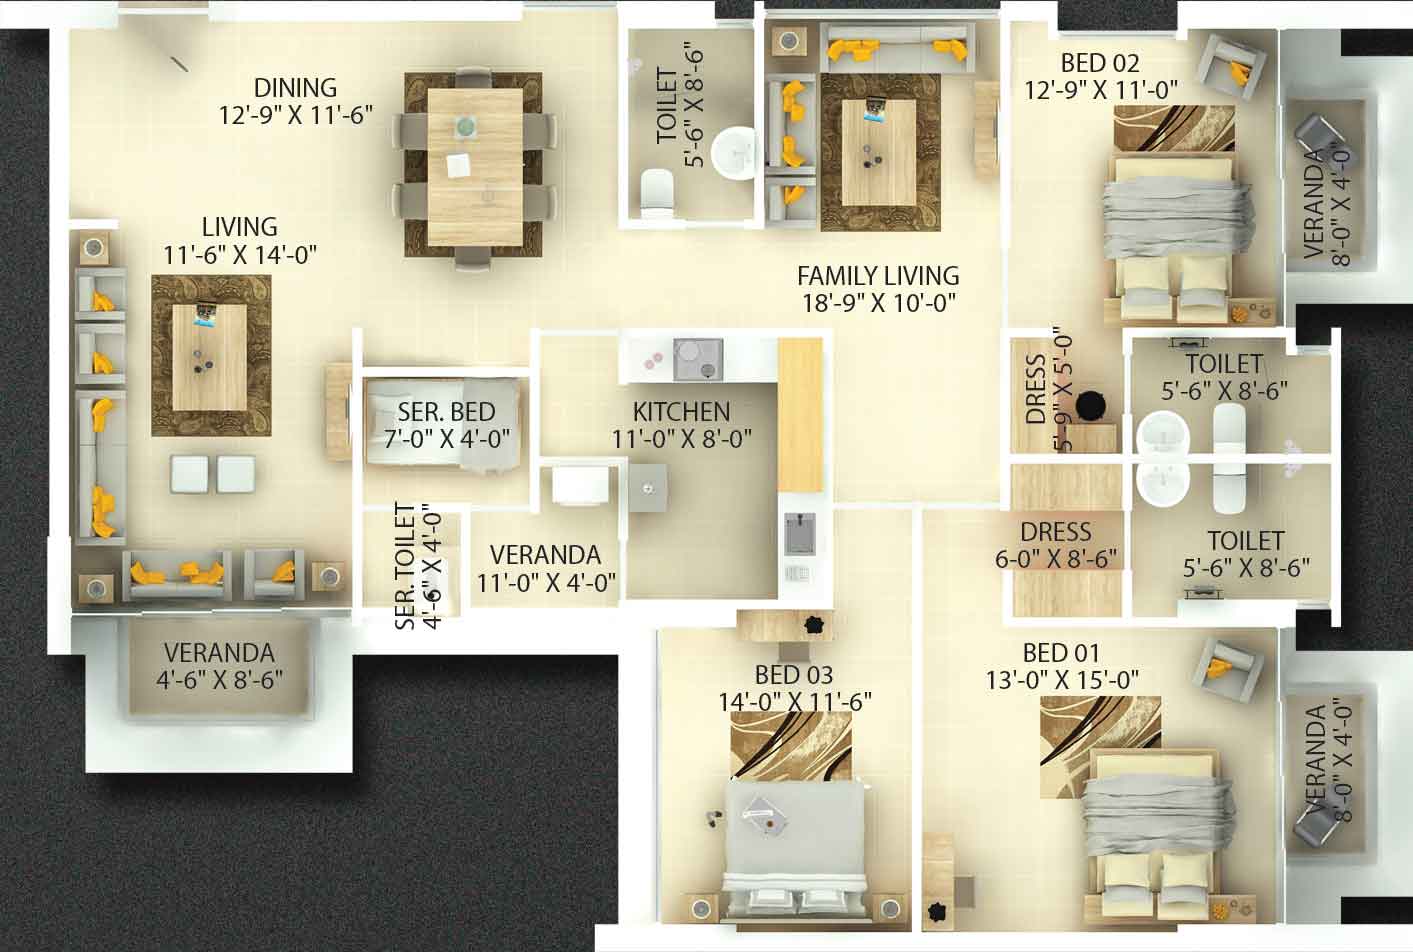 DINING
12'-9" X 11'-6"
TOILET
5'-6" X 8'-6"
BED 02
12'-9" X 11'-0"
VERANDA
8'-0" X 4'-0"
LIVING
11'-6" X 14'-0"
FAMILY LIVING
18'-9" X 10'-0"
DRESS
5'-9" X 5'-0"
TOILET
5'-6" X 8'-6"
SER. BED
7'-0" X 4'-0"
KITCHEN
11'-0" X 8'-0"
SER. TOILET
4'-6" X 4'-0"
VERANDA
11'-0" X 4'-0"
DRESS
6-0" X 8'-6"
TOILET
5'-6" X 8'-6"
VERANDA
4'-6" X 8'-6"
BED 03
14'-0" X 11'-6"
BED 01
13'-0" X 15'-0"
VERANDA
8'-0" X 4'-0"